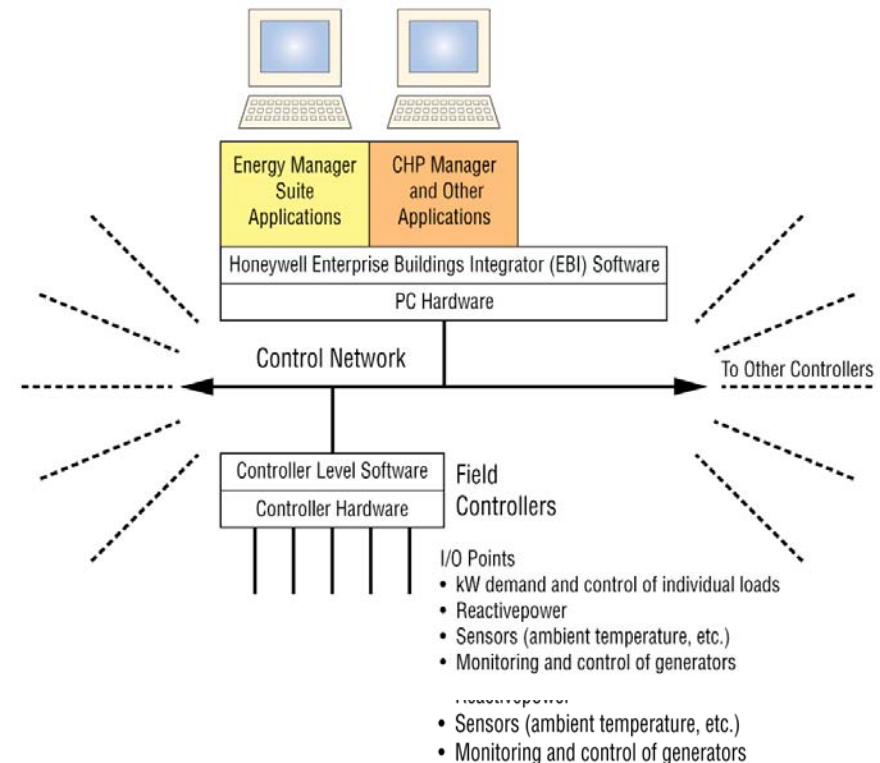 Energy Manager
Suite
Applications
CHP Manager
and Other
Applications
Honeywell Enterprise Buildings Integrator (EBI) Software
PC Hardware
Control Network
To Other Controllers
Controller Level Software
Controller Hardware
Field
Controllers
I/O Points
• kW demand and control of individual loads
• Reactivepower
• Sensors (ambient temperature, etc.)
• Monitoring and control of generators
• Sensors (ambient temperature, etc.)
• Monitoring and control of generators